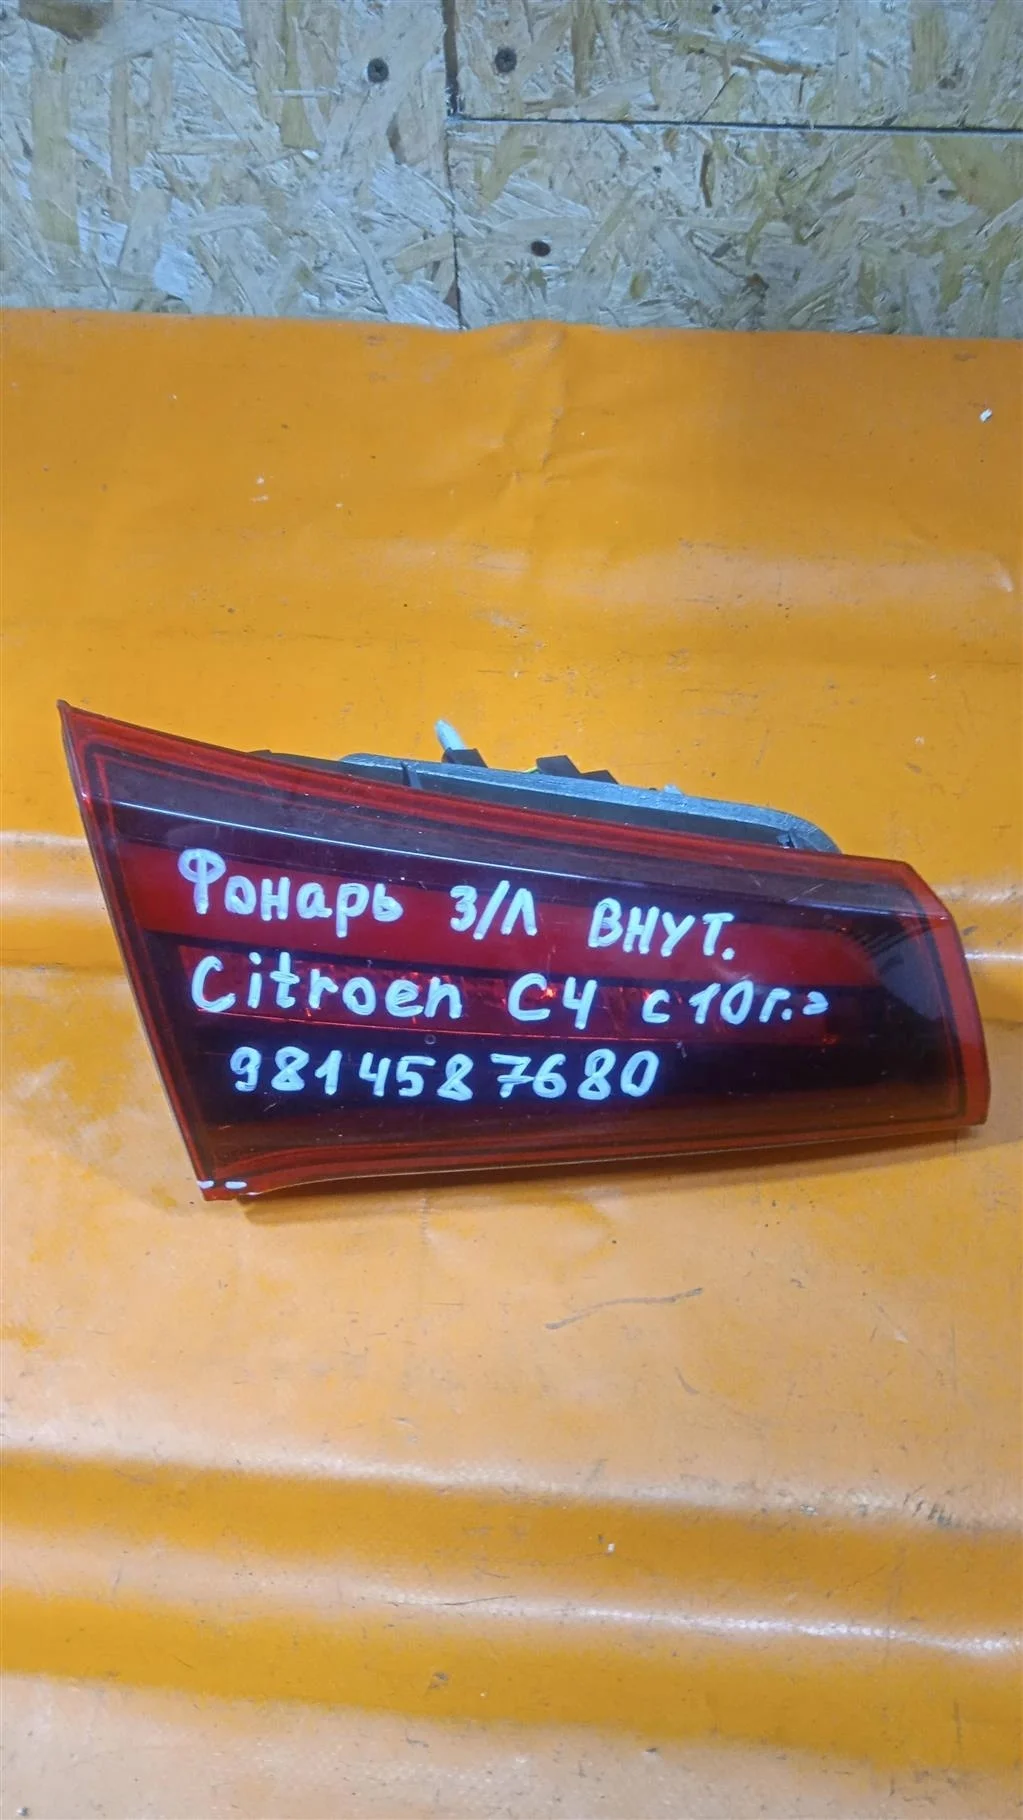 Фонарь З/Л ВНУТ.
Citroen C4 с 10г.
9814587680